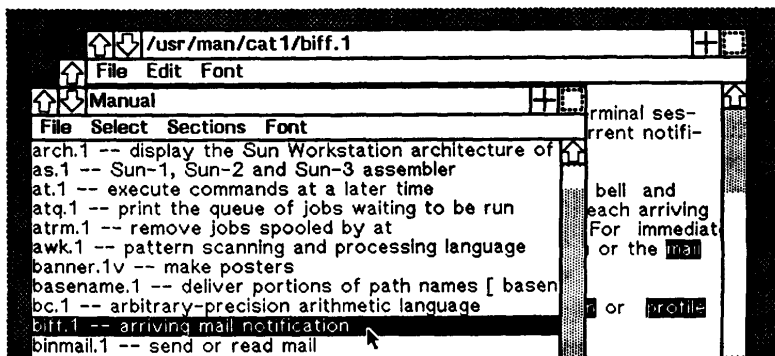 /usr/man/cat1/biff.1
File Edit Font
Manual
File Select Sections Font
arch.1 -- display the Sun Workstation architecture of
as.1 -- Sun-1, Sun-2 and Sun-3 assembler
at.1 -- execute commands at a later time
atq.1 -- print the queue of jobs waiting to be run
atrm.1 -- remove jobs spooled by at
awk.1 -- pattern scanning and processing language
banner.1v -- make posters
basename.1 -- deliver portions of path names [ basen
bc.1 -- arbitrary-precision arithmetic language
biff.1 -- arriving mail notification
binmail.1 -- send or read mail
rminal ses-
rrent notifi-
bell and
each arriving
For immediat
or the mail
or profile